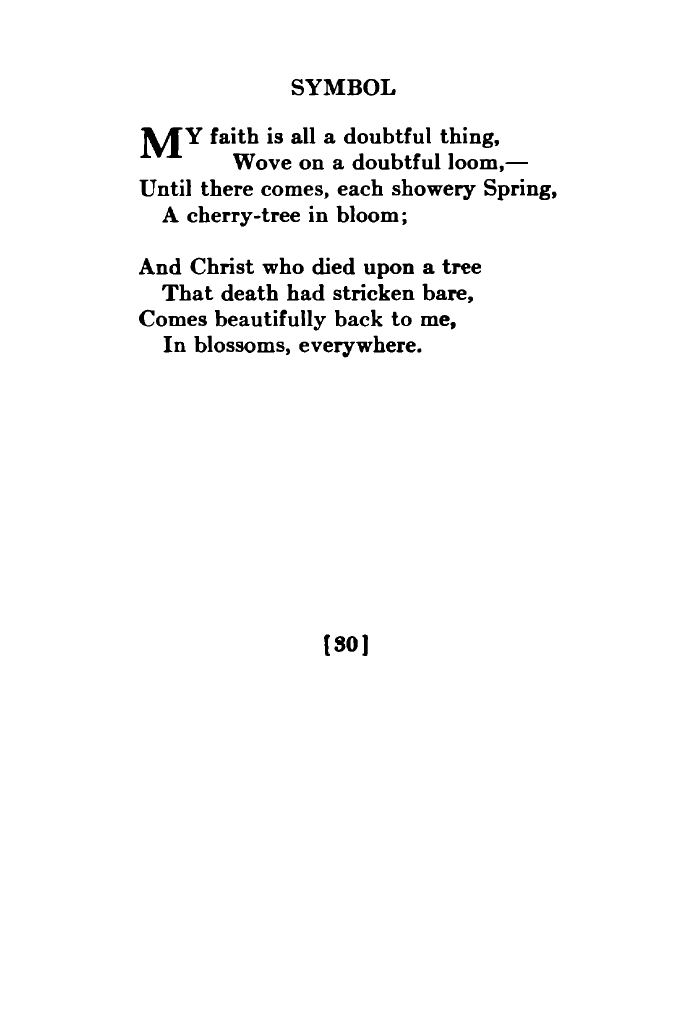 SYMBOL
MY faith is all a doubtful thing,
Wove on a doubtful loom,—
Until there comes, each showery Spring,
A cherry-tree in bloom;
And Christ who died upon a tree
That death had stricken bare,
Comes beautifully back to me,
In blossoms, everywhere.
[30]